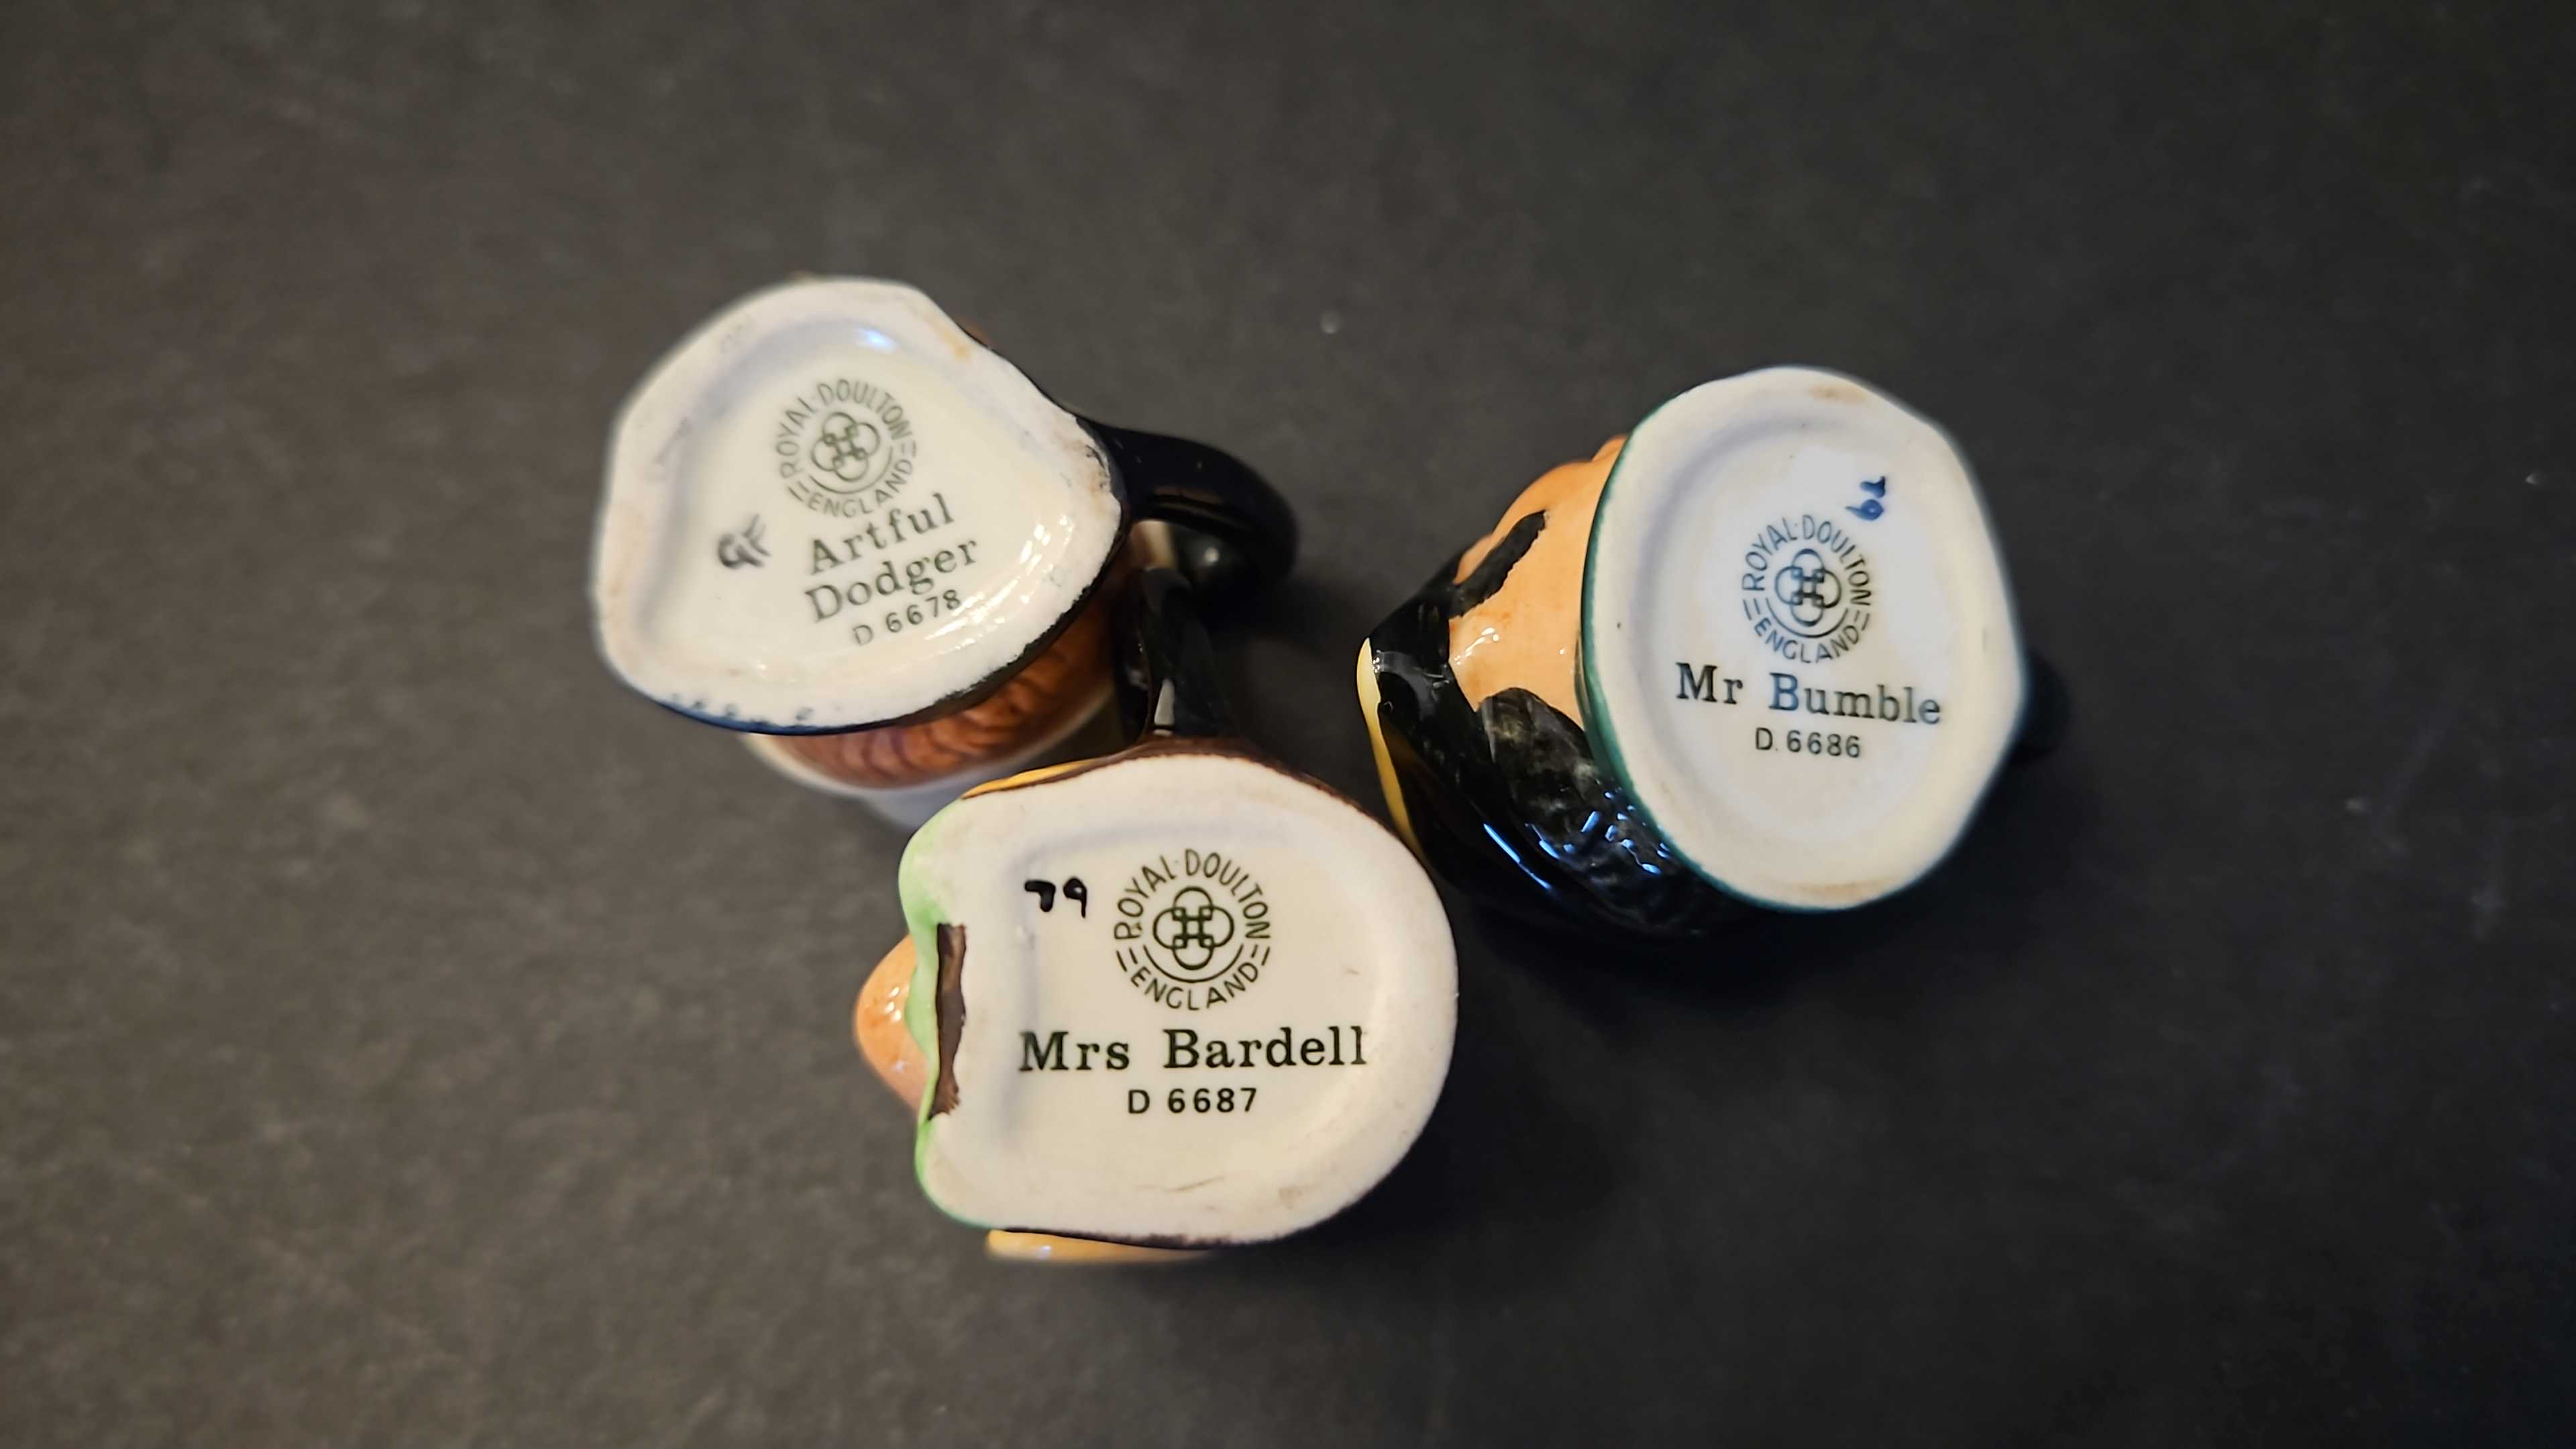 ROYAL·DOULTON
ENGLAND
GF
Artful
Dodger
D 6678
ROYAL·DOULTON
ENGLAND
Mr Bumble
D.6686
79
ROYAL·DOULTON
ENGLAND
Mrs Bardell
D 6687